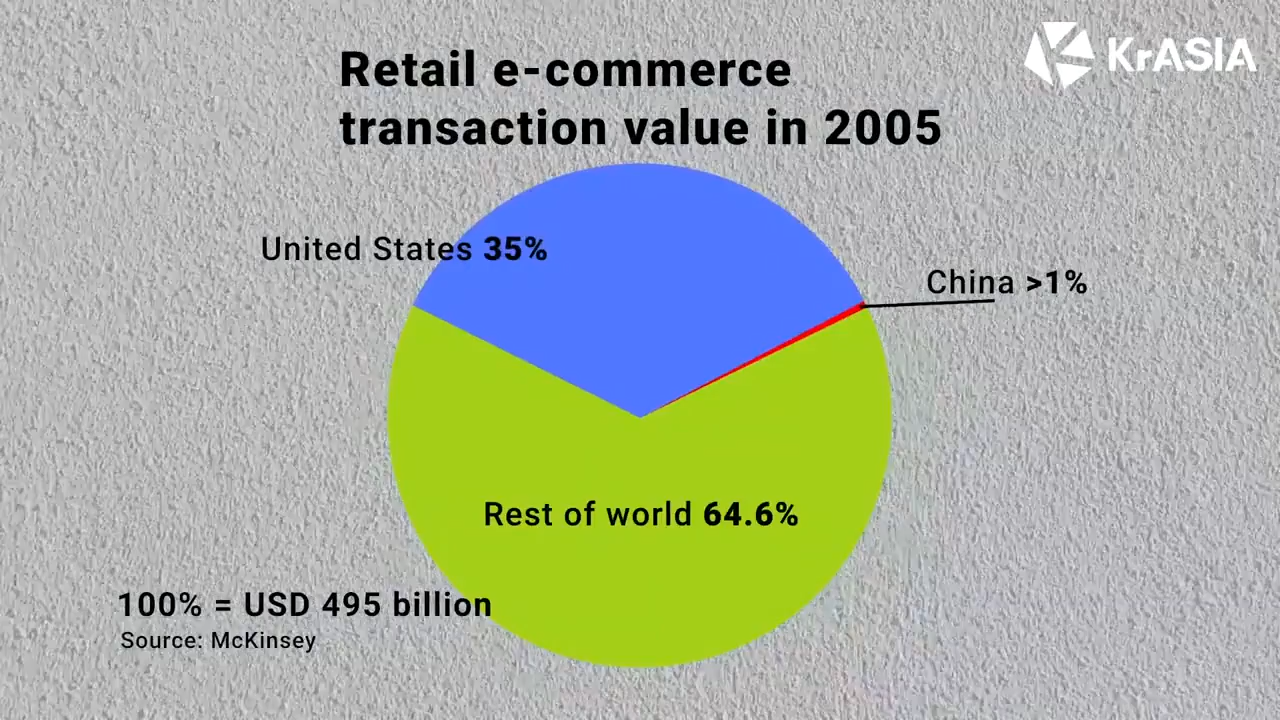 KrASIA
Retail e-commerce
transaction value in 2005
United States 35%
China >1%
Rest of world 64.6%
100% = USD 495 billion
Source: McKinsey